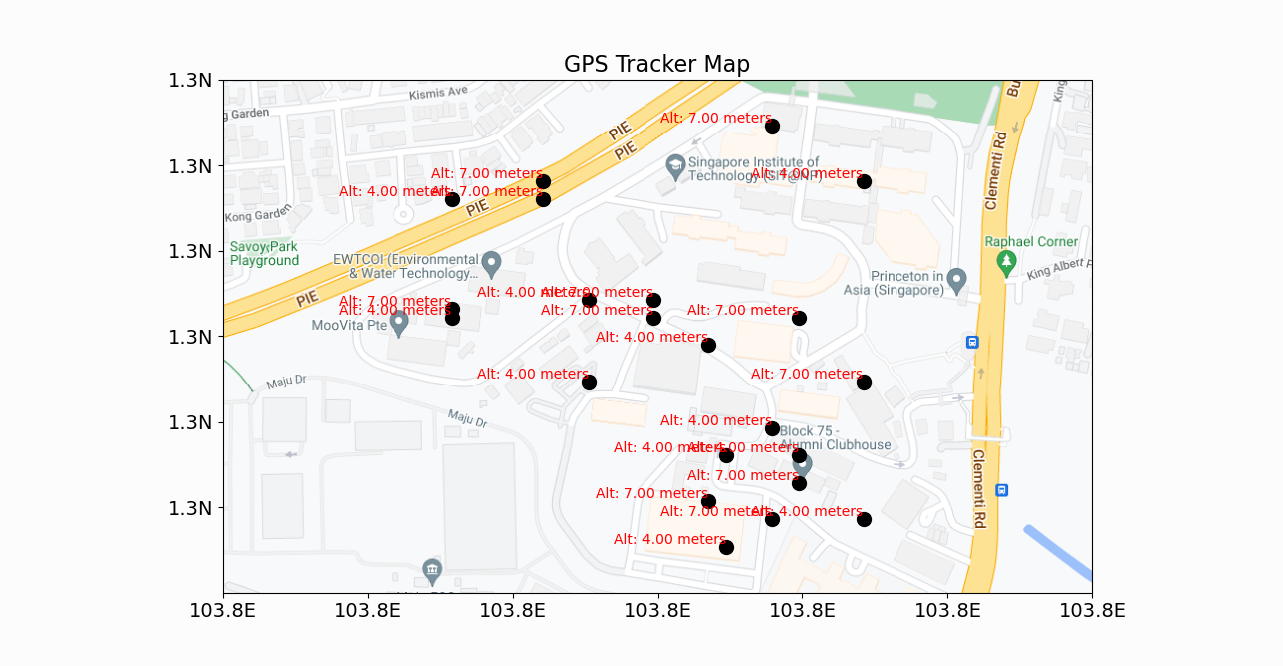 GPS Tracker Map
1.3N
1.3N
1.3N
1.3N
1.3N
1.3N
103.8E
103.8E
103.8E
103.8E
103.8E
103.8E
103.8E
Kismis Ave
Garden
Kong Garden
Savoy Park
Playground
PIE
PIE
PIE
PIE
Clementi Rd
Clementi Rd
Singapore Institute of
Technology (SIT@NP)
Raphael Corner
King Albert
Princeton in
Asia (Singapore)
EWTCOI (Environmental
& Water Technology...
MooVita Pte
Maju Dr
Maju Dr
Block 75 -
Alumni Clubhouse
Alt: 7.00 meters
Alt: 7.00 meters
Alt: 4.00 meters
Alt: 4.00 meters
Alt: 7.00 meters
Alt: 4.00 meters
Alt: 7.00 meters
Alt: 7.00 meters
Alt: 4.00 meters
Alt: 7.00 meters
Alt: 7.00 meters
Alt: 4.00 meters
Alt: 4.00 meters
Alt: 7.00 meters
Alt: 4.00 meters
Alt: 4.00 meters
Alt: 4.00 meters
Alt: 7.00 meters
Alt: 7.00 meters
Alt: 7.00 meters
Alt: 4.00 meters
Alt: 4.00 meters